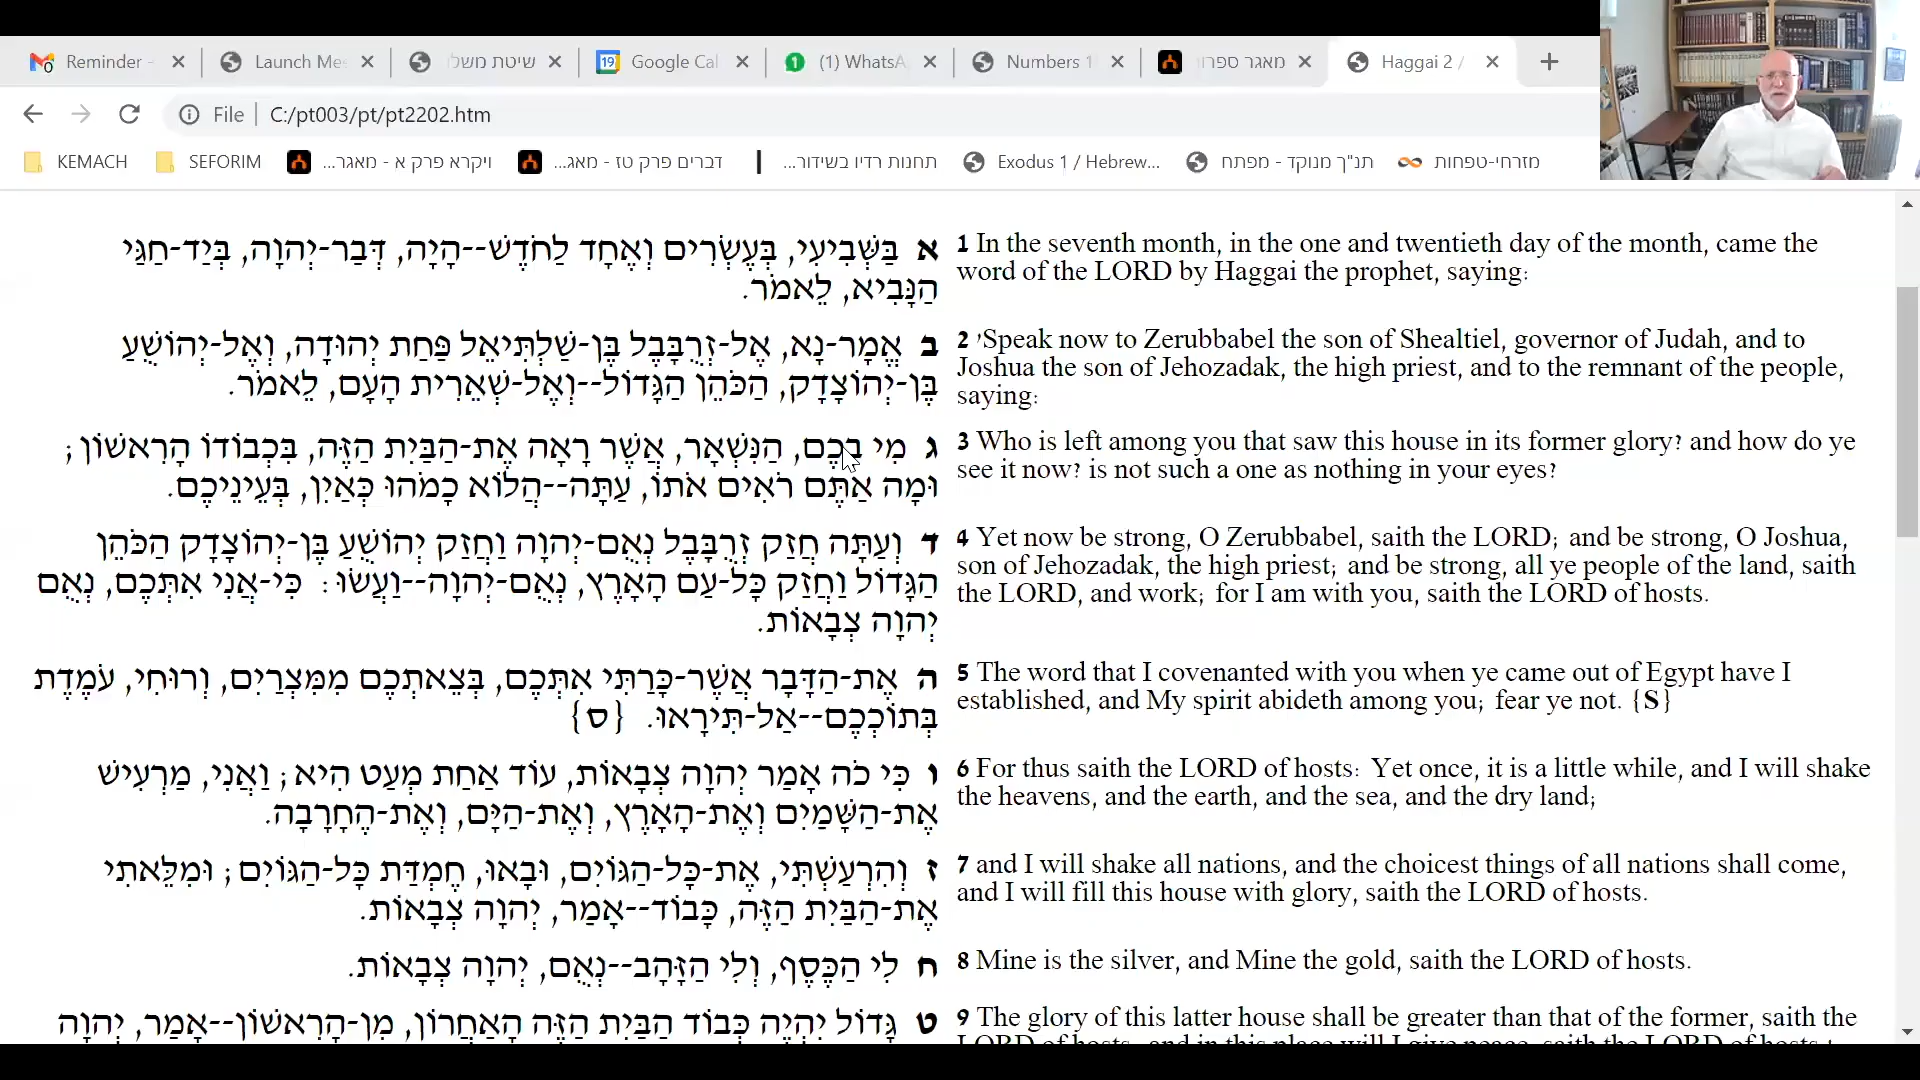 Reminder -
Launch Me
שיטת משלו
Google Cal
(1) WhatsA
Numbers 1
מאגר ספרו
Haggai 2 /
File
C:/pt003/pt/pt2202.htm
KEMACH
SEFORIM
ויקרא פרק א - מאגר...
דברים פרק טז - מאג...
תחנות רדיו בשידור...
Exodus 1 / Hebrew...
תנ"ך מנוקד - מפתח
מזרחי-טפחות
א בַּשְּׁבִיעִי, בְּעֶשְׂרִים וְאֶחָד לַחֹדֶשׁ--הָיָה, דְּבַר-יְהוָה, בְּיַד-חַגַּי
הַנָּבִיא, לֵאמֹר.
1 In the seventh month, in the one and twentieth day of the month, came the
word of the LORD by Haggai the prophet, saying:
ב אֱמָר-נָא, אֶל-זְרֻבָּבֶל בֶּן-שַׁלְתִּיאֵל פַּחַת יְהוּדָה, וְאֶל-יְהוֹשֻׁעַ
בֶּן-יְהוֹצָדָק, הַכֹּהֵן הַגָּדוֹל--וְאֶל-שְׁאֵרִית הָעָם, לֵאמֹר.
2 'Speak now to Zerubbabel the son of Shealtiel, governor of Judah, and to
Joshua the son of Jehozadak, the high priest, and to the remnant of the people,
saying:
ג מִי בָכֶם, הַנִּשְׁאָר, אֲשֶׁר רָאָה אֶת-הַבַּיִת הַזֶּה, בִּכְבוֹדוֹ הָרִאשׁוֹן;
וּמָה אַתֶּם רֹאִים אֹתוֹ, עַתָּה--הֲלוֹא כָמֹהוּ כְּאַיִן, בְּעֵינֵיכֶם.
3 Who is left among you that saw this house in its former glory? and how do ye
see it now? is not such a one as nothing in your eyes?
ד וְעַתָּה חֲזַק זְרֻבָּבֶל נְאֻם-יְהוָה וַחֲזַק יְהוֹשֻׁעַ בֶּן-יְהוֹצָדָק הַכֹּהֵן
הַגָּדוֹל וַחֲזַק כָּל-עַם הָאָרֶץ, נְאֻם-יְהוָה--וַעֲשׂוּ: כִּי-אֲנִי אִתְּכֶם, נְאֻם
יְהוָה צְבָאוֹת.
4 Yet now be strong, O Zerubbabel, saith the LORD; and be strong, O Joshua,
son of Jehozadak, the high priest; and be strong, all ye people of the land, saith
the LORD, and work; for I am with you, saith the LORD of hosts.
ה אֶת-הַדָּבָר אֲשֶׁר-כָּרַתִּי אִתְּכֶם, בְּצֵאתְכֶם מִמִּצְרַיִם, וְרוּחִי, עֹמֶדֶת
בְּתוֹכְכֶם--אַל-תִּירָאוּ. {ס}
5 The word that I covenanted with you when ye came out of Egypt have I
established, and My spirit abideth among you; fear ye not. {S}
ו כִּי כֹה אָמַר יְהוָה צְבָאוֹת, עוֹד אַחַת מְעַט הִיא; וַאֲנִי, מַרְעִישׁ
אֶת-הַשָּׁמַיִם וְאֶת-הָאָרֶץ, וְאֶת-הַיָּם, וְאֶת-הֶחָרָבָה.
6 For thus saith the LORD of hosts: Yet once, it is a little while, and I will shake
the heavens, and the earth, and the sea, and the dry land;
ז וְהִרְעַשְׁתִּי, אֶת-כָּל-הַגּוֹיִם, וּבָאוּ, חֶמְדַּת כָּל-הַגּוֹיִם; וּמִלֵּאתִי
אֶת-הַבַּיִת הַזֶּה, כָּבוֹד--אָמַר, יְהוָה צְבָאוֹת.
7 and I will shake all nations, and the choicest things of all nations shall come,
and I will fill this house with glory, saith the LORD of hosts.
ח לִי הַכֶּסֶף, וְלִי הַזָּהָב--נְאֻם, יְהוָה צְבָאוֹת.
8 Mine is the silver, and Mine the gold, saith the LORD of hosts.
ט גָּדוֹל יִהְיֶה כְּבוֹד הַבַּיִת הַזֶּה הָאַחֲרוֹן, מִן-הָרִאשׁוֹן--אָמַר, יְהוָה
9 The glory of this latter house shall be greater than that of the former, saith the
LORD of hosts; and in this place will I give peace, saith the LORD of hosts.'